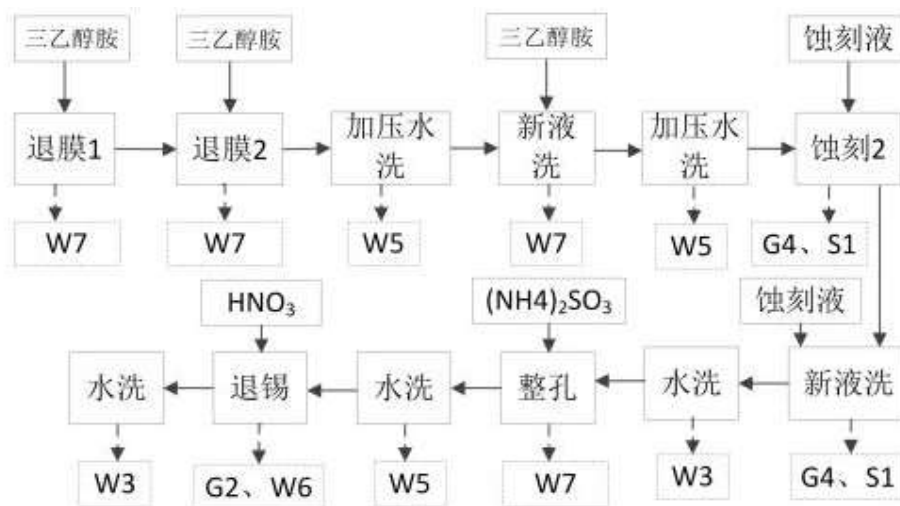 三乙醇胺
三乙醇胺
三乙醇胺
蚀刻液
退膜1
退膜2
加压水
洗
新液
洗
加压水
洗
蚀刻2
W7
W7
W5
W7
W5
G4、S1
HNO₃
(NH4)₂SO₃
蚀刻液
水洗
退锡
水洗
整孔
水洗
新液洗
W3
G2、W6
W5
W7
W3
G4、S1